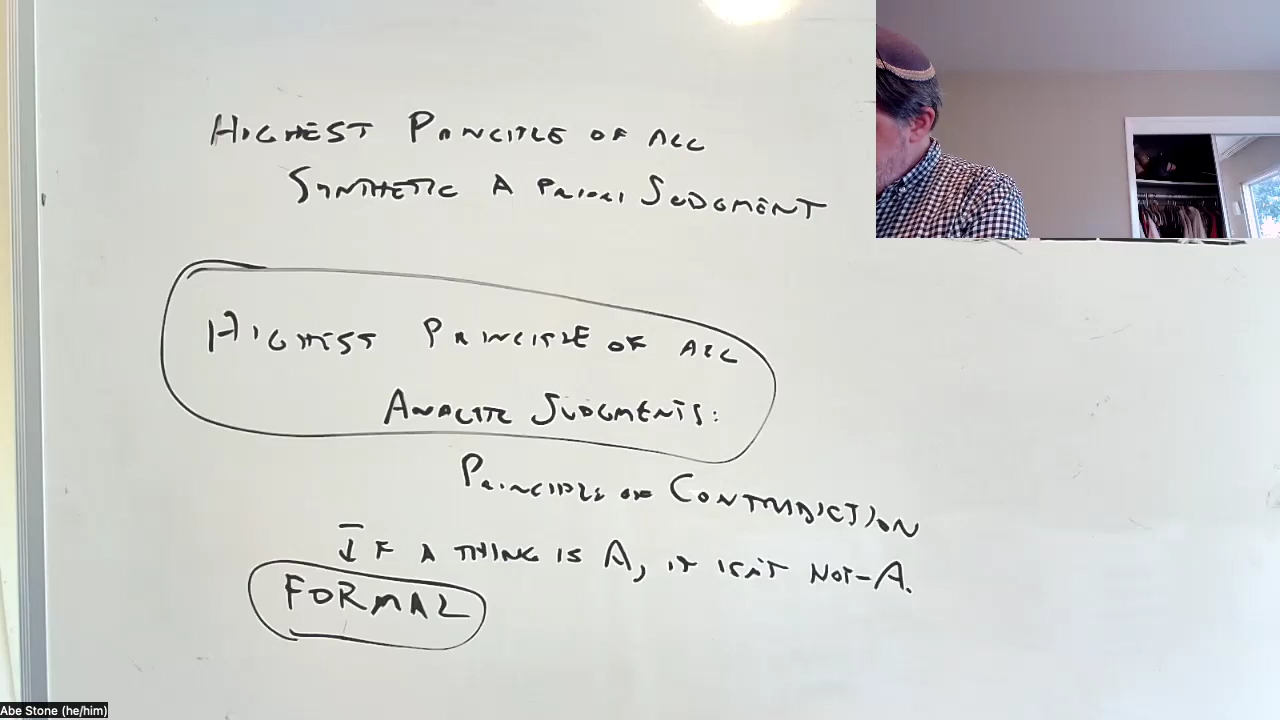 HIGHEST PRINCIPLE OF ALL
SYNTHETIC A PRIORI JUDGMENT
HIGHEST PRINCIPLE OF ALL
ANALYTIC JUDGMENTS:
PRINCIPLE OF CONTRADICTION
IF A THING IS A, IT ISN'T NOT-A.
FORMAL
Abe Stone (he/him)